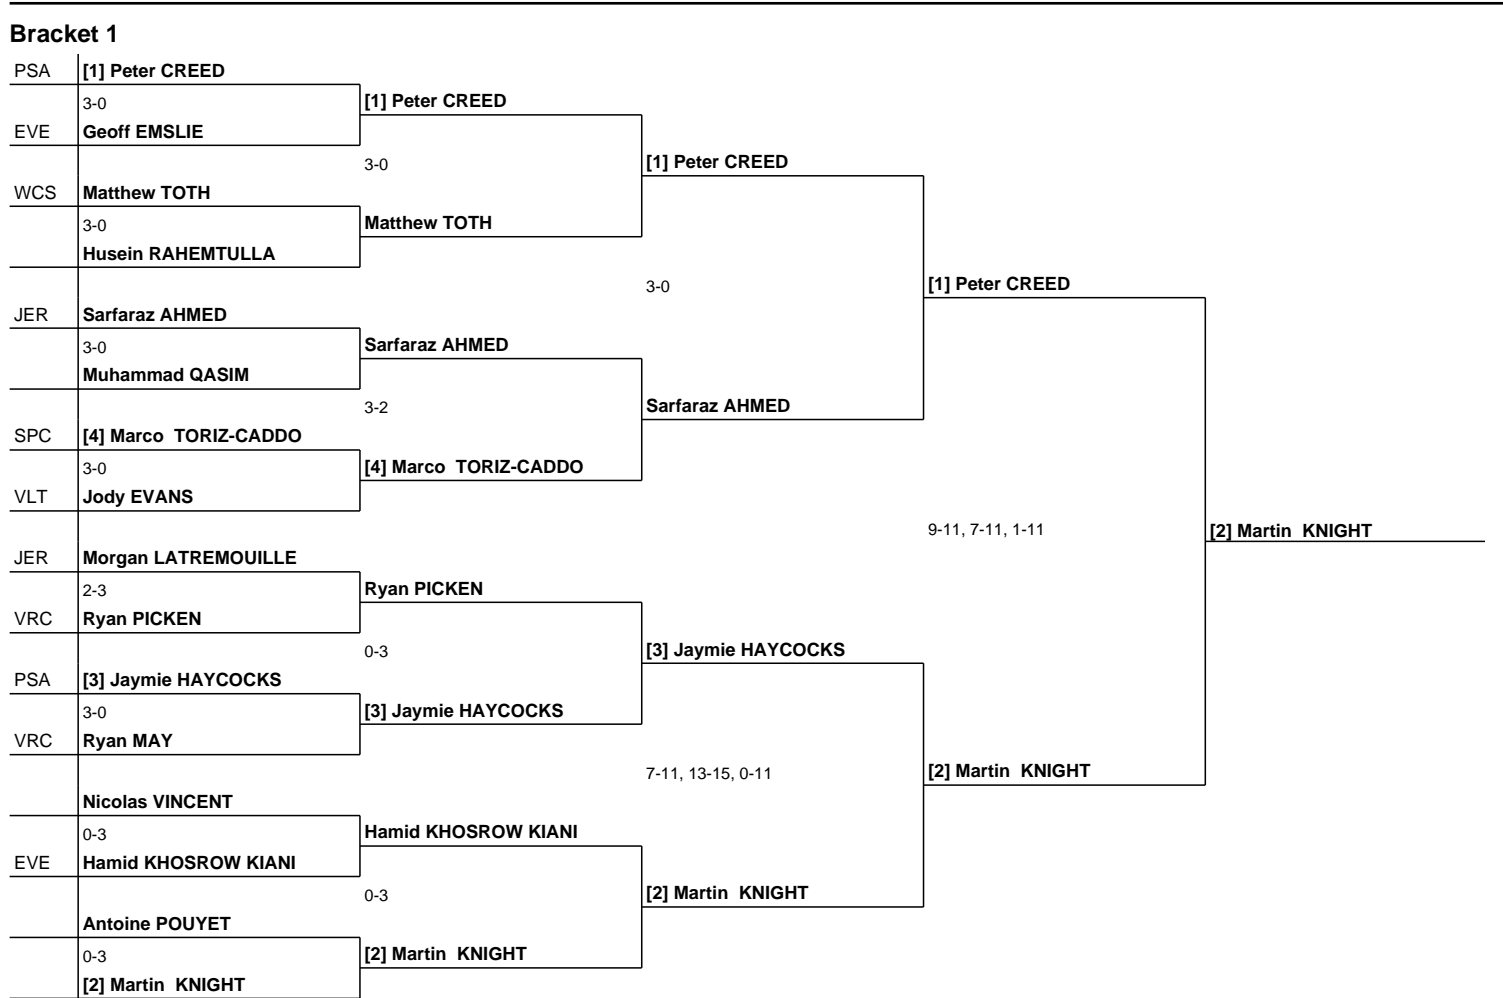 Bracket 1
PSA [1] Peter CREED
3-0 [1] Peter CREED
EVE Geoff EMSLIE
3-0 [1] Peter CREED
WCS Matthew TOTH
3-0 Matthew TOTH
Husein RAHEMTULLA
3-0 [1] Peter CREED
JER Sarfaraz AHMED
3-0 Sarfaraz AHMED
Muhammad QASIM
3-2 Sarfaraz AHMED
SPC [4] Marco TORIZ-CADDO
3-0 [4] Marco TORIZ-CADDO
VLT Jody EVANS
9-11, 7-11, 1-11 [2] Martin KNIGHT
JER Morgan LATREMOUILLE
2-3 Ryan PICKEN
VRC Ryan PICKEN
0-3 [3] Jaymie HAYCOCKS
PSA [3] Jaymie HAYCOCKS
3-0 [3] Jaymie HAYCOCKS
VRC Ryan MAY
7-11, 13-15, 0-11 [2] Martin KNIGHT
Nicolas VINCENT
0-3 Hamid KHOSROW KIANI
EVE Hamid KHOSROW KIANI
0-3 [2] Martin KNIGHT
Antoine POUYET
0-3 [2] Martin KNIGHT
[2] Martin KNIGHT